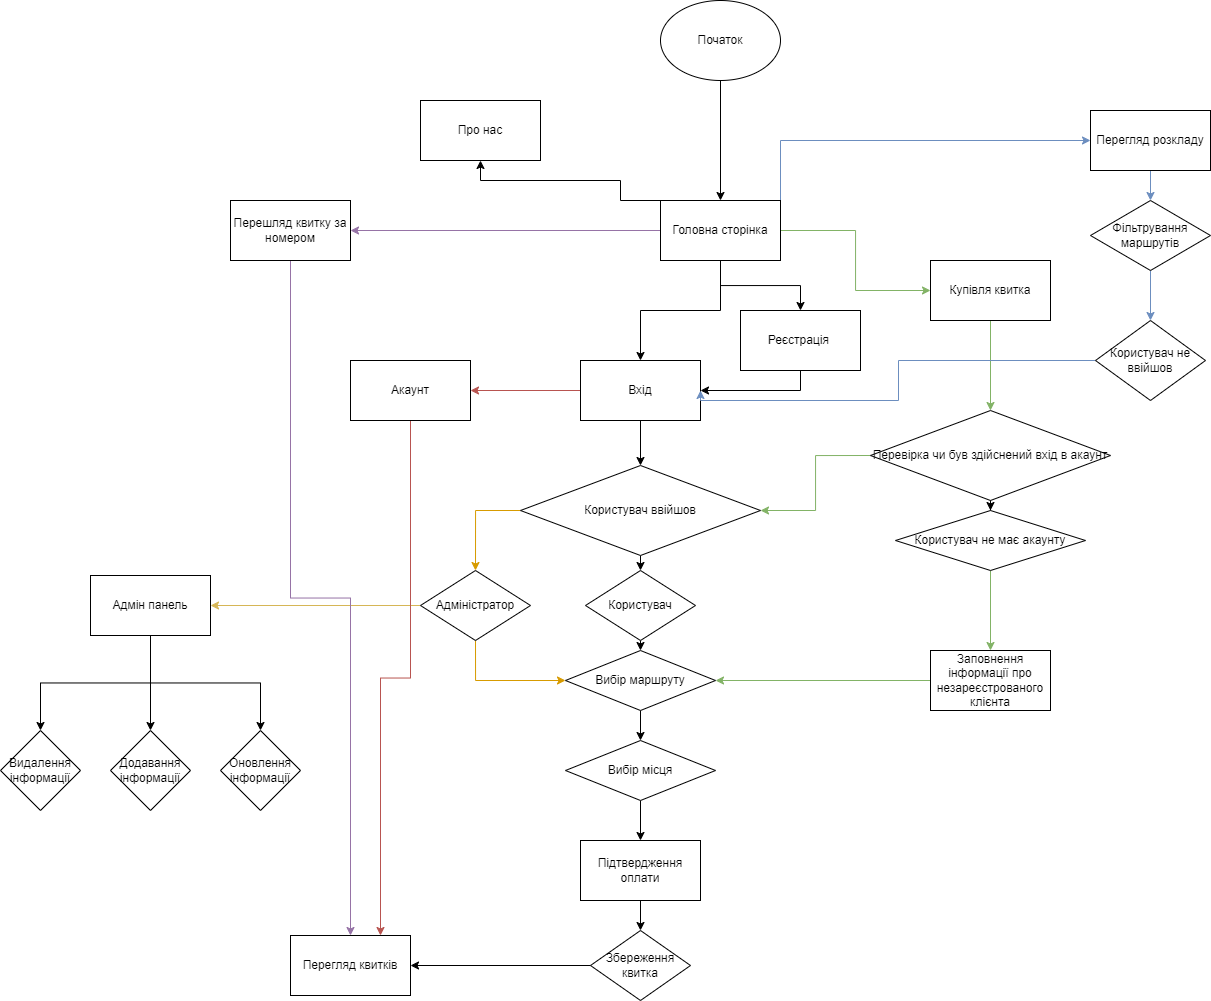 Початок
Про нас
Перегляд розкладу
Перешляд квитку за
номером
Головна сторінка
Фільтрування
маршрутів
Купівля квитка
Реєстрація
Користувач не
ввійшов
Акаунт
Вхід
Перевірка чи був здійснений вхід в акаунт
Користувач ввійшов
Користувач не має акаунту
Адмін панель
Адміністратор
Користувач
Вибір маршруту
Заповнення
інформації про
незареєстрованого
клієнта
Видалення
інформації
Додавання
інформації
Оновлення
інформації
Вибір місця
Підтвердження
оплати
Перегляд квитків
Збереження
квитка